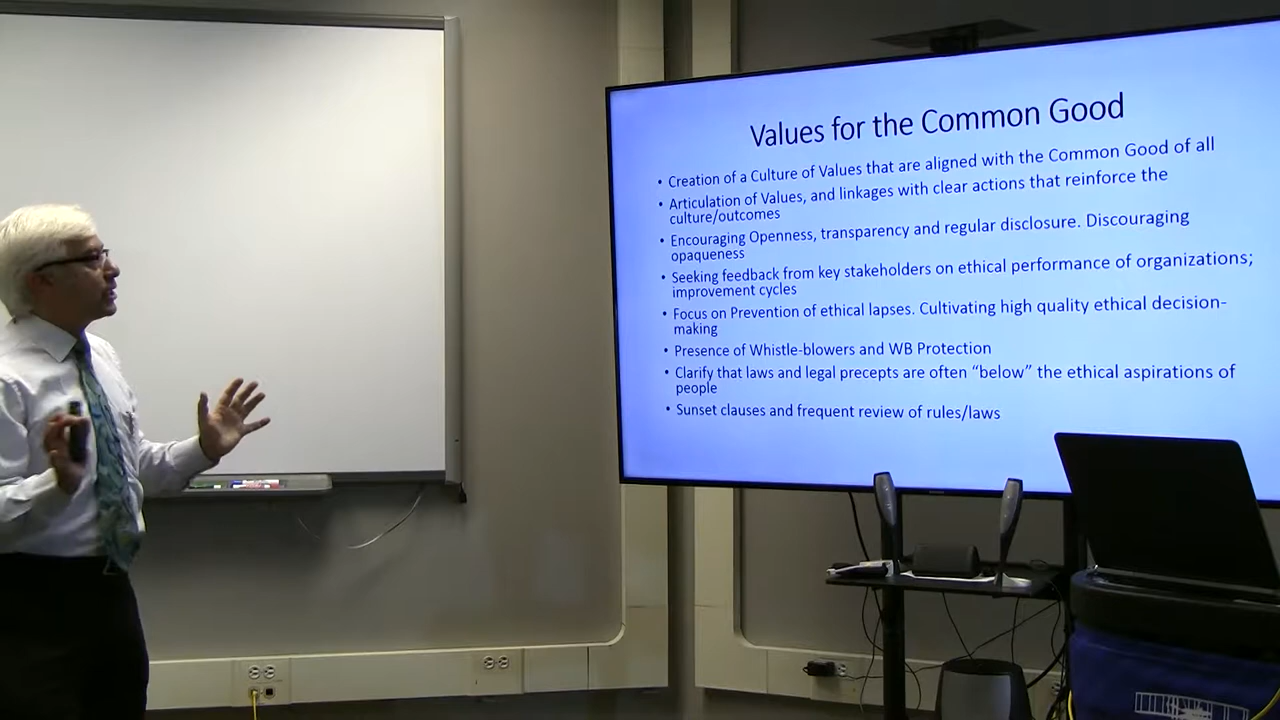 Values for the Common Good
• Creation of a Culture of Values that are aligned with the Common Good of all
• Articulation of Values, and linkages with clear actions that reinforce the
culture/outcomes
• Encouraging Openness, transparency and regular disclosure. Discouraging
opaqueness
• Seeking feedback from key stakeholders on ethical performance of organizations;
improvement cycles
• Focus on Prevention of ethical lapses. Cultivating high quality ethical decision-
making
• Presence of Whistle-blowers and WB Protection
• Clarify that laws and legal precepts are often “below” the ethical aspirations of
people
• Sunset clauses and frequent review of rules/laws